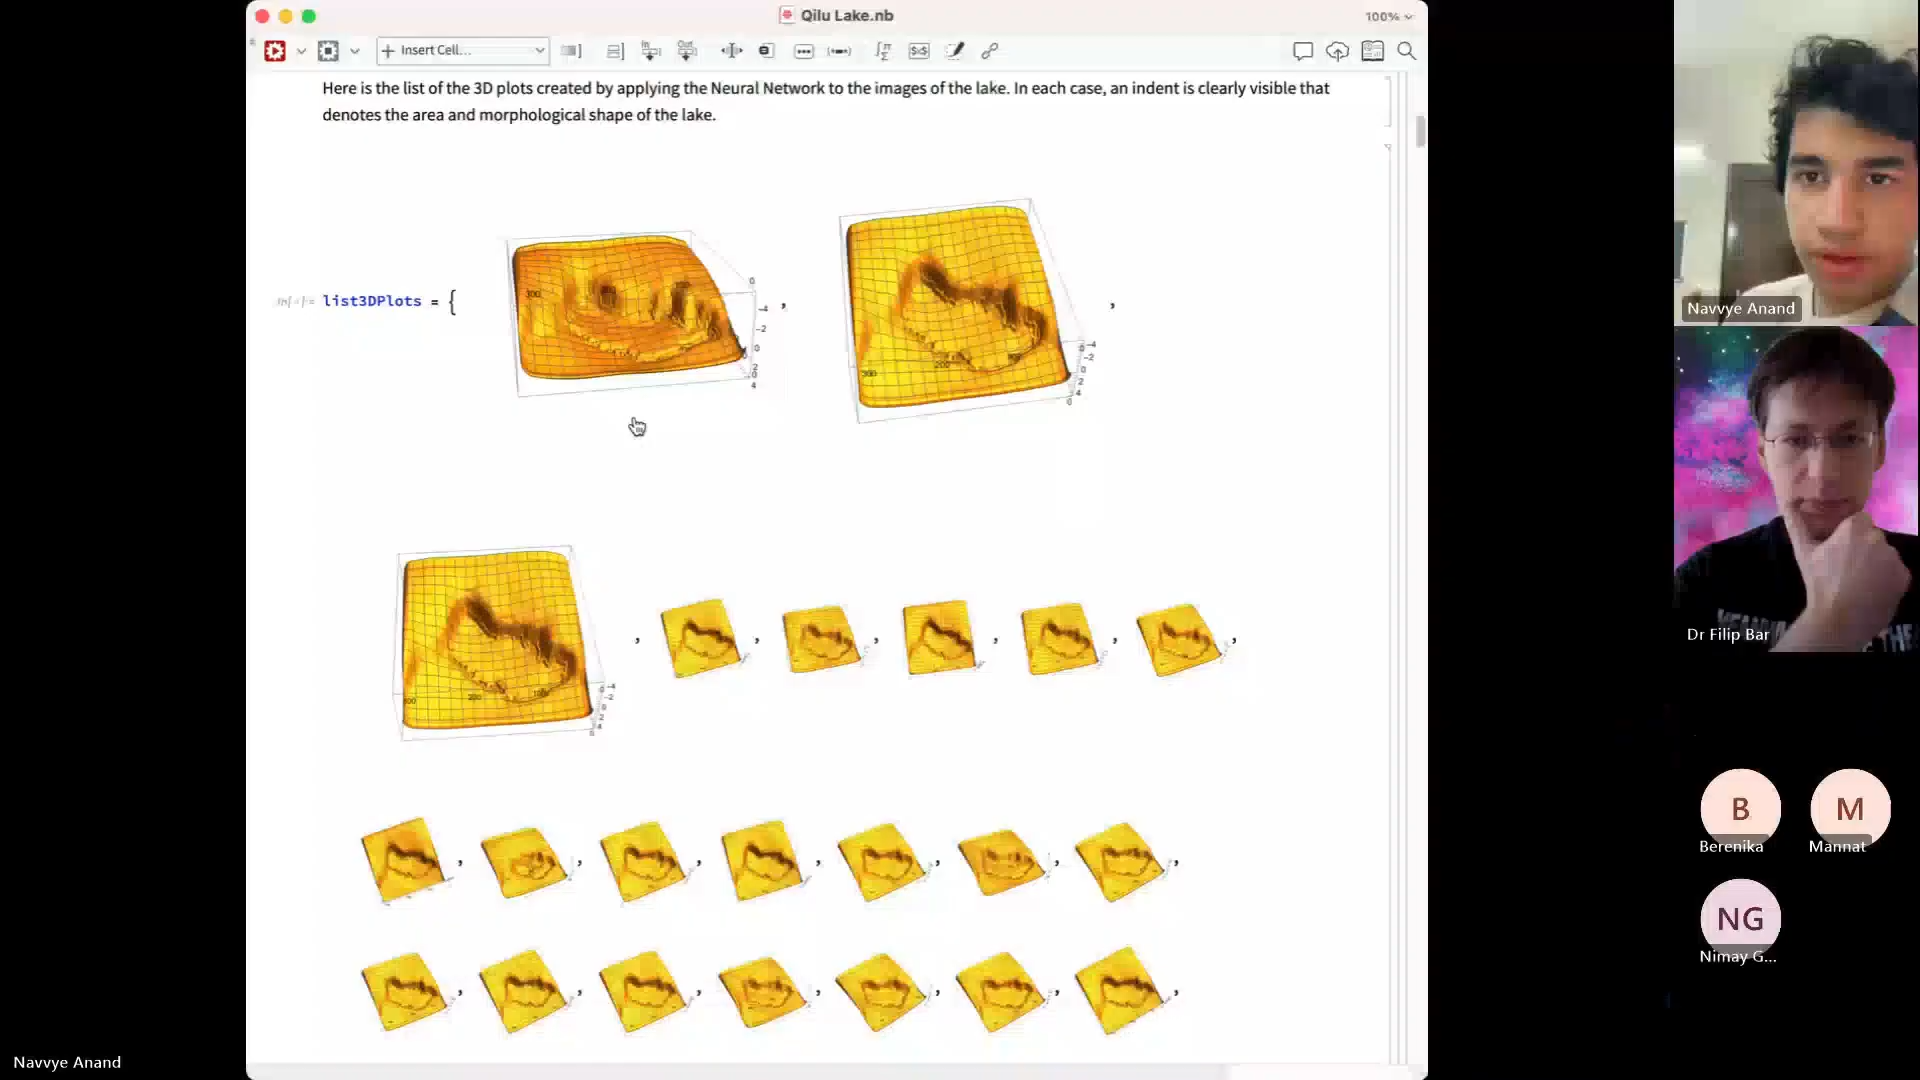 Qilu Lake.nb
100%
Insert Cell...
Here is the list of the 3D plots created by applying the Neural Network to the images of the lake. In each case, an indent is clearly visible that
denotes the area and morphological shape of the lake.
list3DPlots = {
Navvye Anand
Dr Filip Bar
B
M
Berenika
Mannat
NG
Nimay G...
Navvye Anand